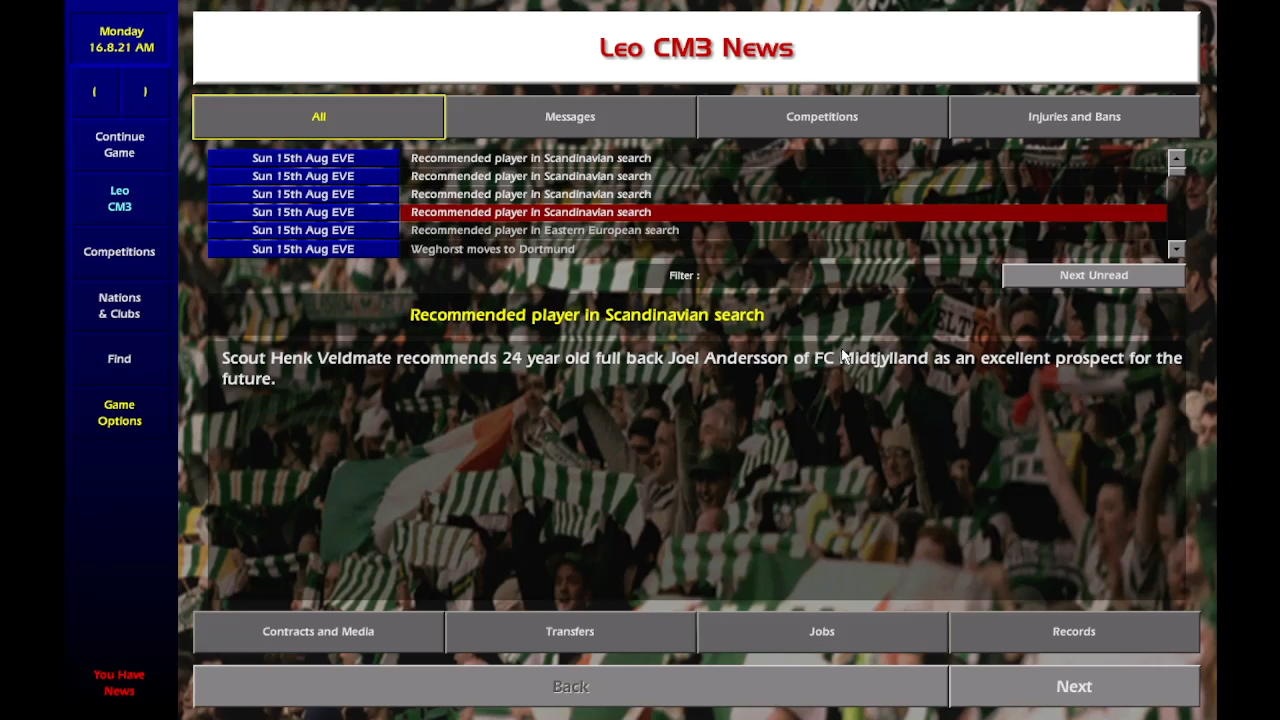 Monday
16.8.21 AM
Continue
Game
Leo
CM3
Competitions
Nations
& Clubs
Find
Game
Options
You Have
News
Leo CM3 News
All
Messages
Competitions
Injuries and Bans
Sun 15th Aug EVE Recommended player in Scandinavian search
Sun 15th Aug EVE Recommended player in Scandinavian search
Sun 15th Aug EVE Recommended player in Scandinavian search
Sun 15th Aug EVE Recommended player in Scandinavian search
Sun 15th Aug EVE Recommended player in Eastern European search
Sun 15th Aug EVE Weghorst moves to Dortmund
Filter :
Next Unread
Recommended player in Scandinavian search
Scout Henk Veldmate recommends 24 year old full back Joel Andersson of FC Midtjylland as an excellent prospect for the
future.
Contracts and Media
Transfers
Jobs
Records
Back
Next